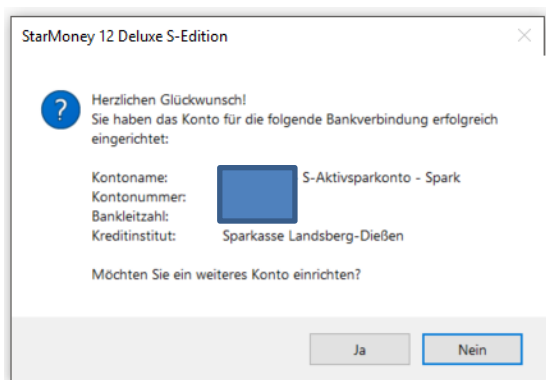 StarMoney 12 Deluxe S-Edition
?
Herzlichen Glückwunsch!
Sie haben das Konto für die folgende Bankverbindung erfolgreich
eingerichtet:
Kontoname: S-Aktivsparkonto - Spark
Kontonummer:
Bankleitzahl:
Kreditinstitut: Sparkasse Landsberg-Dießen
Möchten Sie ein weiteres Konto einrichten?
Ja Nein